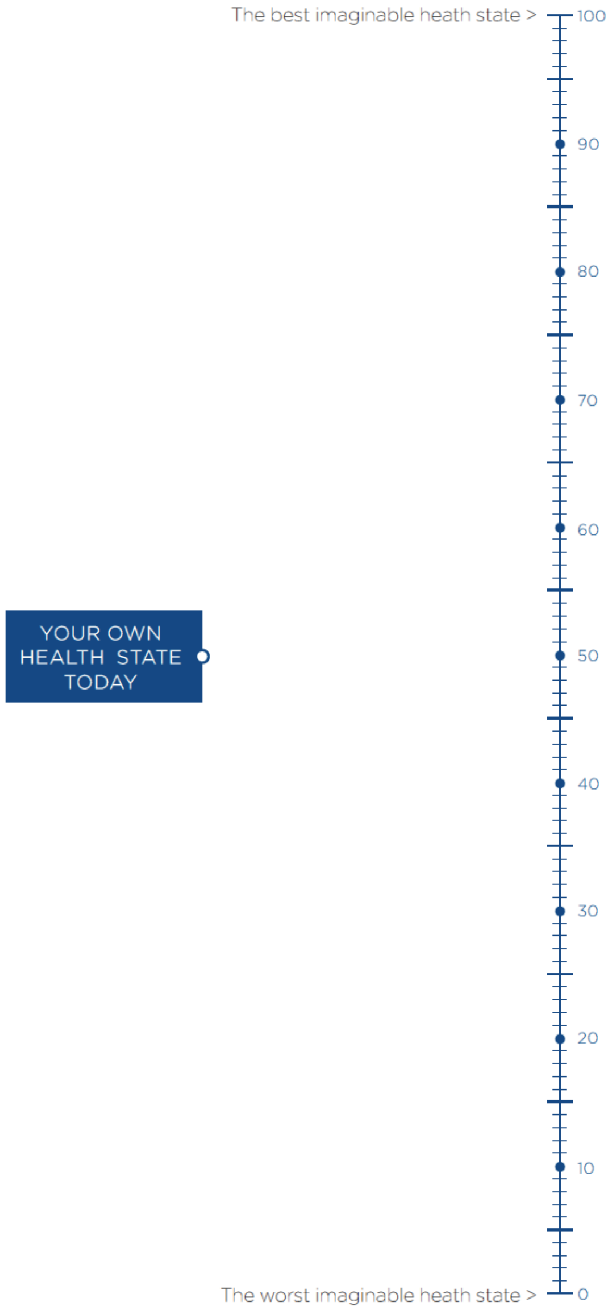 The best imaginable heath state >
100
90
80
70
60
YOUR OWN
HEALTH STATE
TODAY
50
40
30
20
10
The worst imaginable heath state >
0